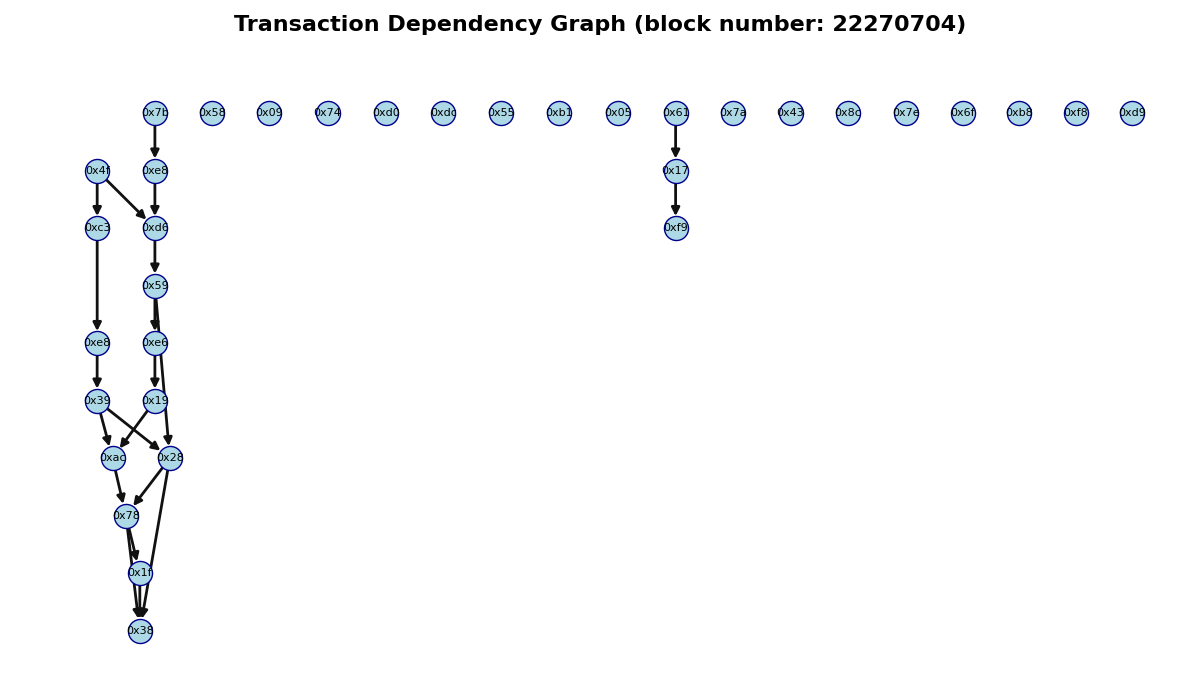 Transaction Dependency Graph (block number: 22270704)
0x7b 0x58 0x09 0x74 0xd0 0xdc 0x55 0xb1 0x05 0x61 0x7a 0x43 0x8c 0x7e 0x6f 0xb8 0xf8 0xd9
0x4f 0xe8 0x17
0xc3 0xd6 0xf9
0x59
0xe8 0xe6
0x39 0x19
0xac 0x28
0x78
0x1f
0x38